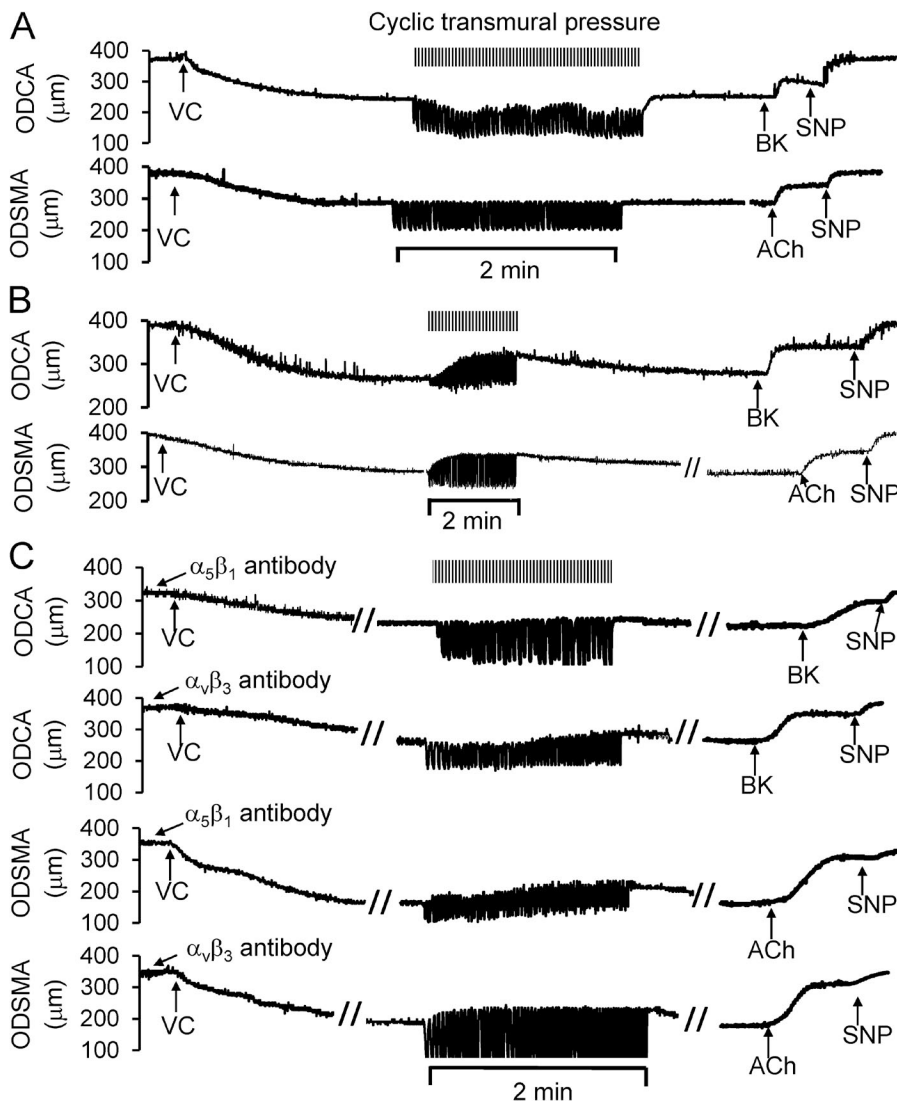 A
Cyclic transmural pressure
ODCA
(μm)
400
300
200
100
VC
BK
SNP
ODSMA
(μm)
400
300
200
100
VC
ACh
SNP
2 min
B
ODCA
(μm)
400
300
200
VC
BK
SNP
ODSMA
(μm)
400
300
200
VC
//
ACh
SNP
2 min
C
ODCA
(μm)
400
300
200
100
α5β1 antibody
VC
//
//
BK
SNP
ODCA
(μm)
400
300
200
100
αvβ3 antibody
VC
//
//
BK
SNP
ODSMA
(μm)
400
300
200
100
α5β1 antibody
VC
//
//
ACh
SNP
ODSMA
(μm)
400
300
200
100
αvβ3 antibody
VC
//
//
ACh
SNP
2 min